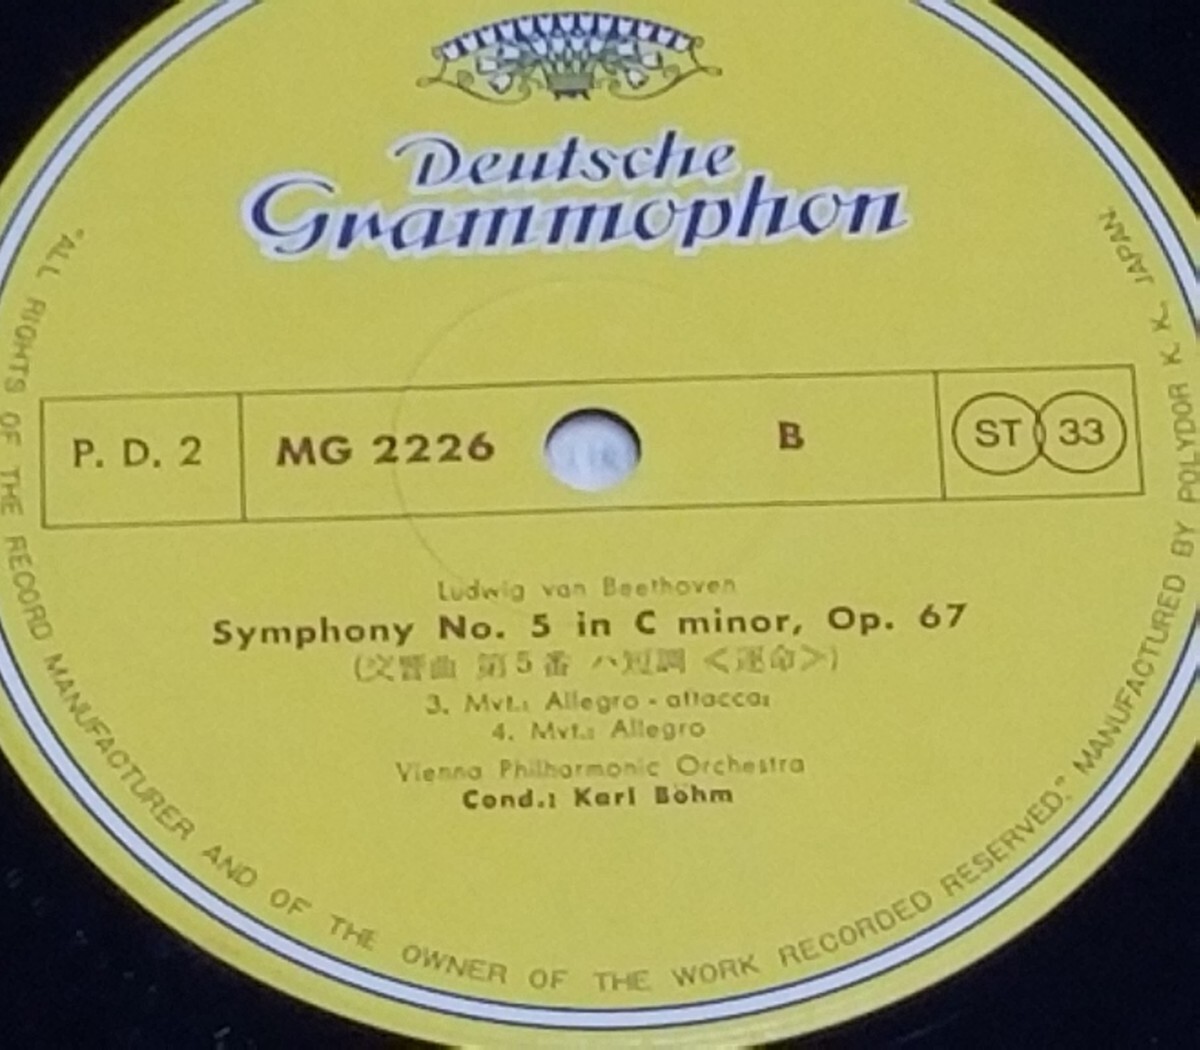 Deutsche
Grammophon
P. D. 2 MG 2226 B ST 33
Ludwig van Beethoven
Symphony No. 5 in C minor, Op. 67
(交響曲 第5番 ハ短調 <運命>)
3. Mvt.: Allegro - attacca:
4. Mvt.: Allegro
Vienna Philharmonic Orchestra
Cond.: Karl Böhm
"ALL RIGHTS OF THE RECORD MANUFACTURER AND OF THE OWNER OF THE WORK RECORDED RESERVED." MANUFACTURED BY POLYDOR K. K., JAPAN.